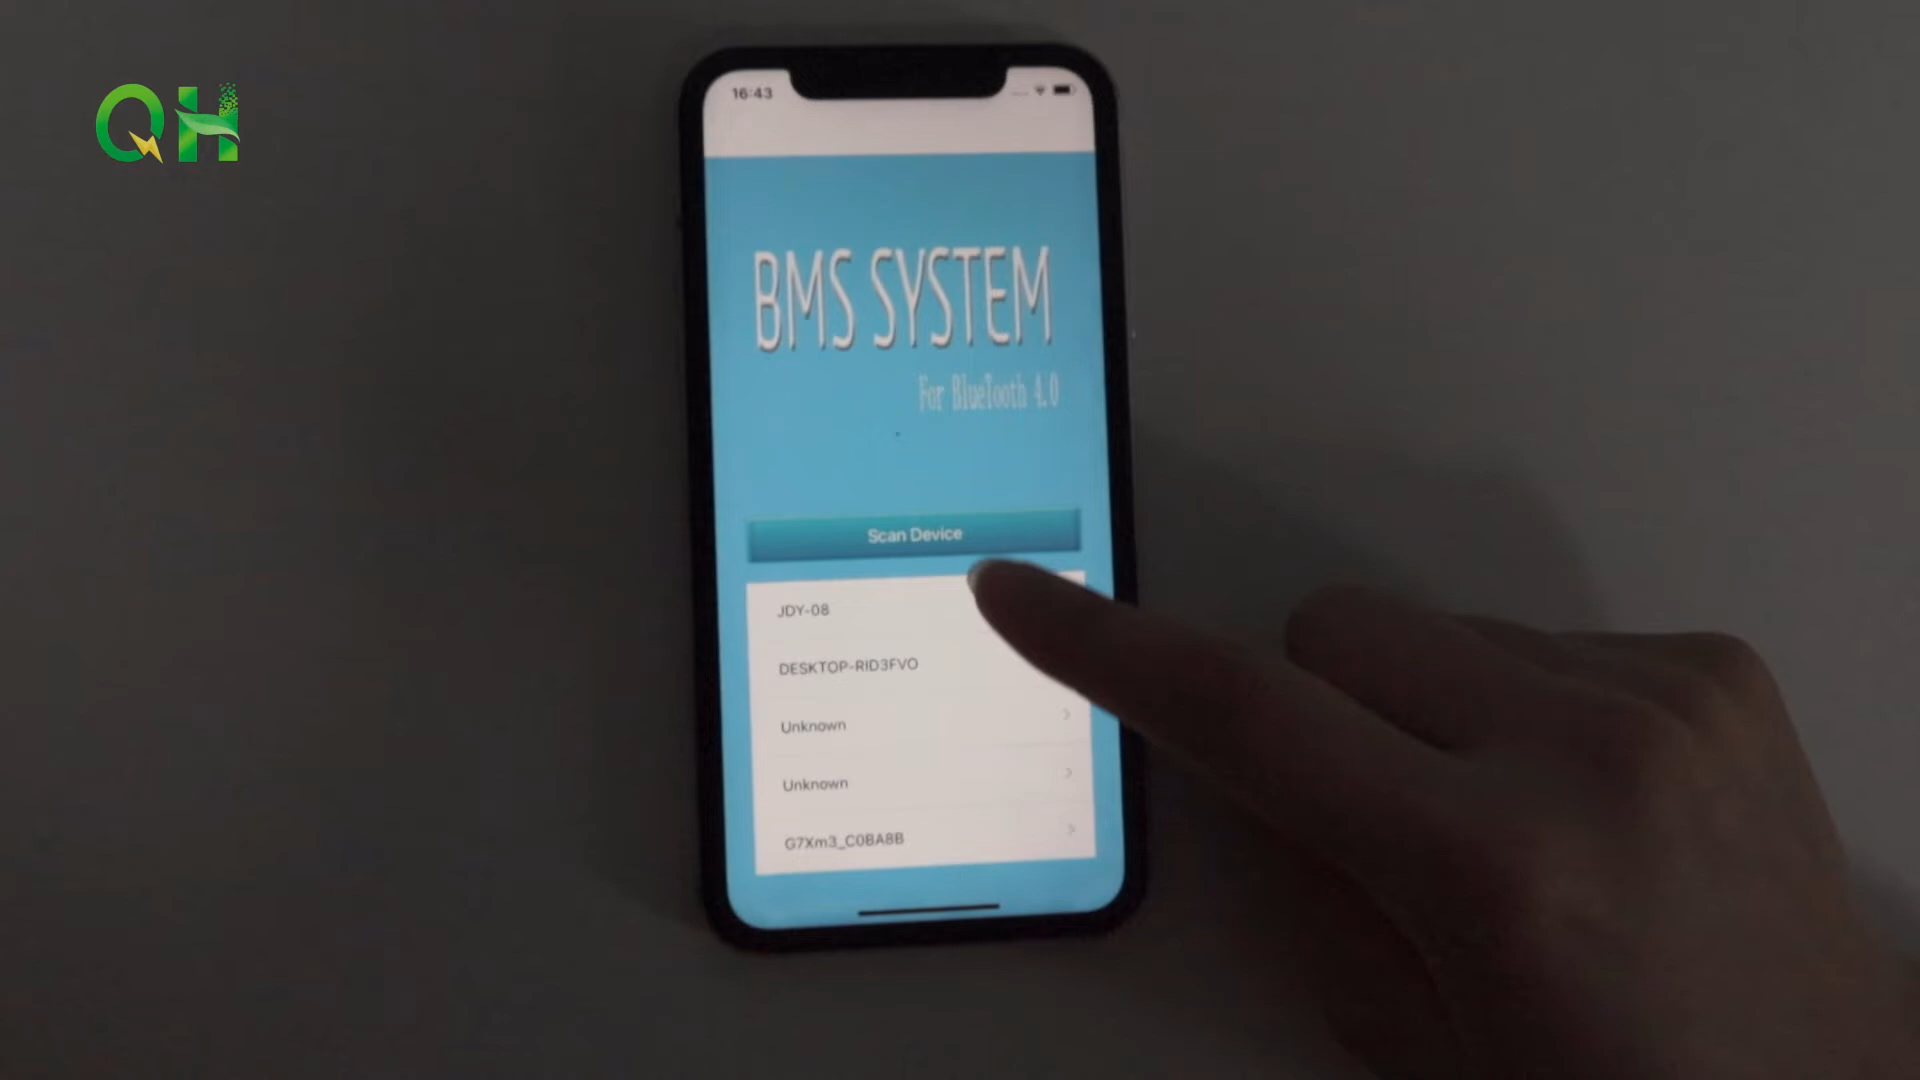 QH
16:43
BMS SYSTEM
For BlueTooth 4.0
Scan Device
JDY-08
DESKTOP-RID3FVO
Unknown
Unknown
G7Xm3_C0BA8B